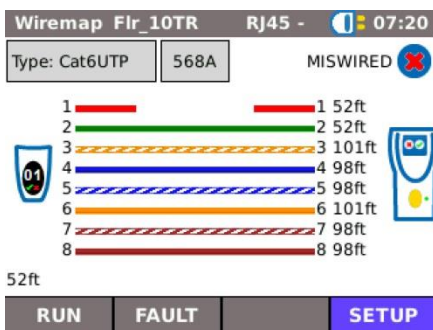 Wiremap Flr_10TR RJ45 - 07:20
Type: Cat6UTP 568A MISWIRED
1 1 52ft
2 2 52ft
3 3 101ft
01 4 4 98ft
5 5 98ft
6 6 101ft
7 7 98ft
8 8 98ft
52ft
RUN FAULT SETUP